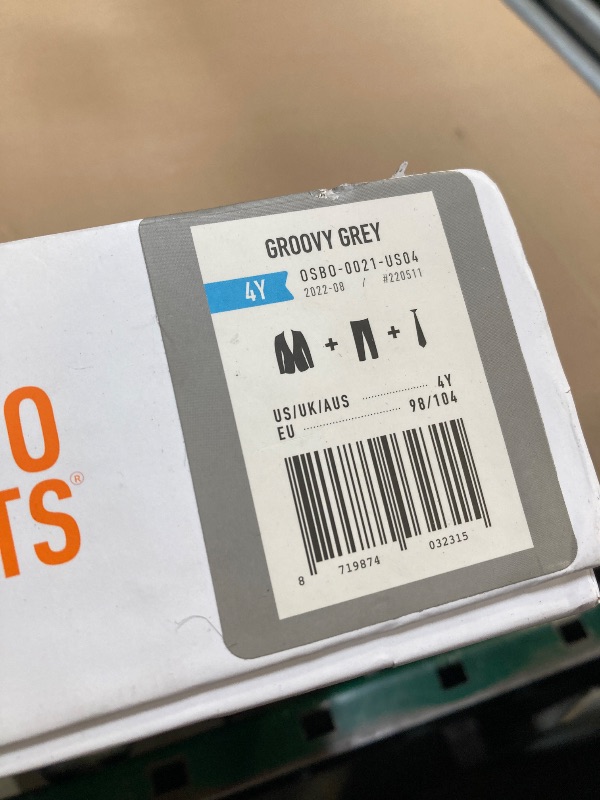 O
TS®
GROOVY GREY
4Y
OSBO-0021-US04
2022-08 / #220511
+ +
US/UK/AUS ............ 4Y
EU ............ 98/104
8 719874 032315